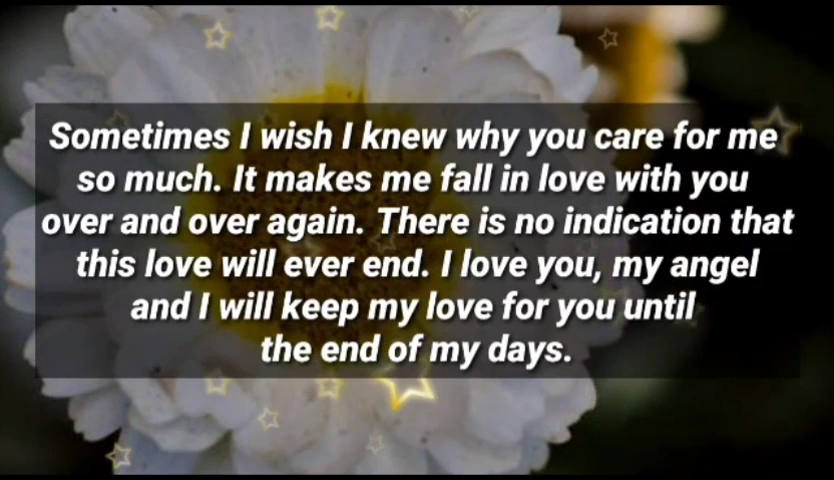 Sometimes I wish I knew why you care for me
so much. It makes me fall in love with you
over and over again. There is no indication that
this love will ever end. I love you, my angel
and I will keep my love for you until
the end of my days.